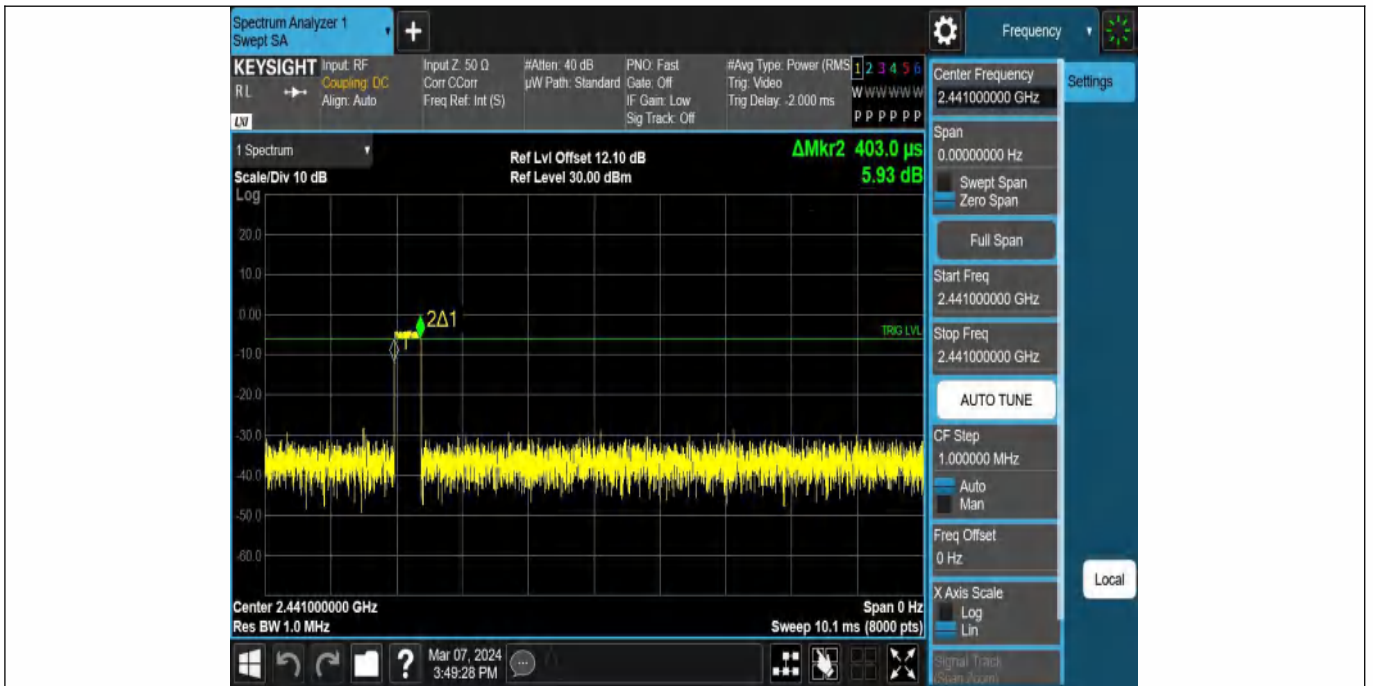 Spectrum Analyzer 1
Swept SA
+
Frequency
KEYSIGHT
RL
LXI
Input: RF
Coupling: DC
Align: Auto
Input Z: 50 Ω
Corr CCorr
Freq Ref: Int (S)
#Atten: 40 dB
µW Path: Standard
PNO: Fast
Gate: Off
IF Gain: Low
Sig Track: Off
#Avg Type: Power (RMS
Trig: Video
Trig Delay: -2.000 ms
1 2 3 4 5 6
W W W W W W
P P P P P P
1 Spectrum
Scale/Div 10 dB
Log
Ref Lvl Offset 12.10 dB
Ref Level 30.00 dBm
ΔMkr2 403.0 µs
5.93 dB
20.0
10.0
0.00
-10.0
-20.0
-30.0
-40.0
-50.0
-60.0
2Δ1
TRIG LVL
Center 2.441000000 GHz
Res BW 1.0 MHz
Span 0 Hz
Sweep 10.1 ms (8000 pts)
Center Frequency
2.441000000 GHz
Settings
Span
0.00000000 Hz
Swept Span
Zero Span
Full Span
Start Freq
2.441000000 GHz
Stop Freq
2.441000000 GHz
AUTO TUNE
CF Step
1.000000 MHz
Auto
Man
Freq Offset
0 Hz
X Axis Scale
Log
Lin
Signal Track
(Span Zoom)
Local
?
Mar 07, 2024
3:49:28 PM